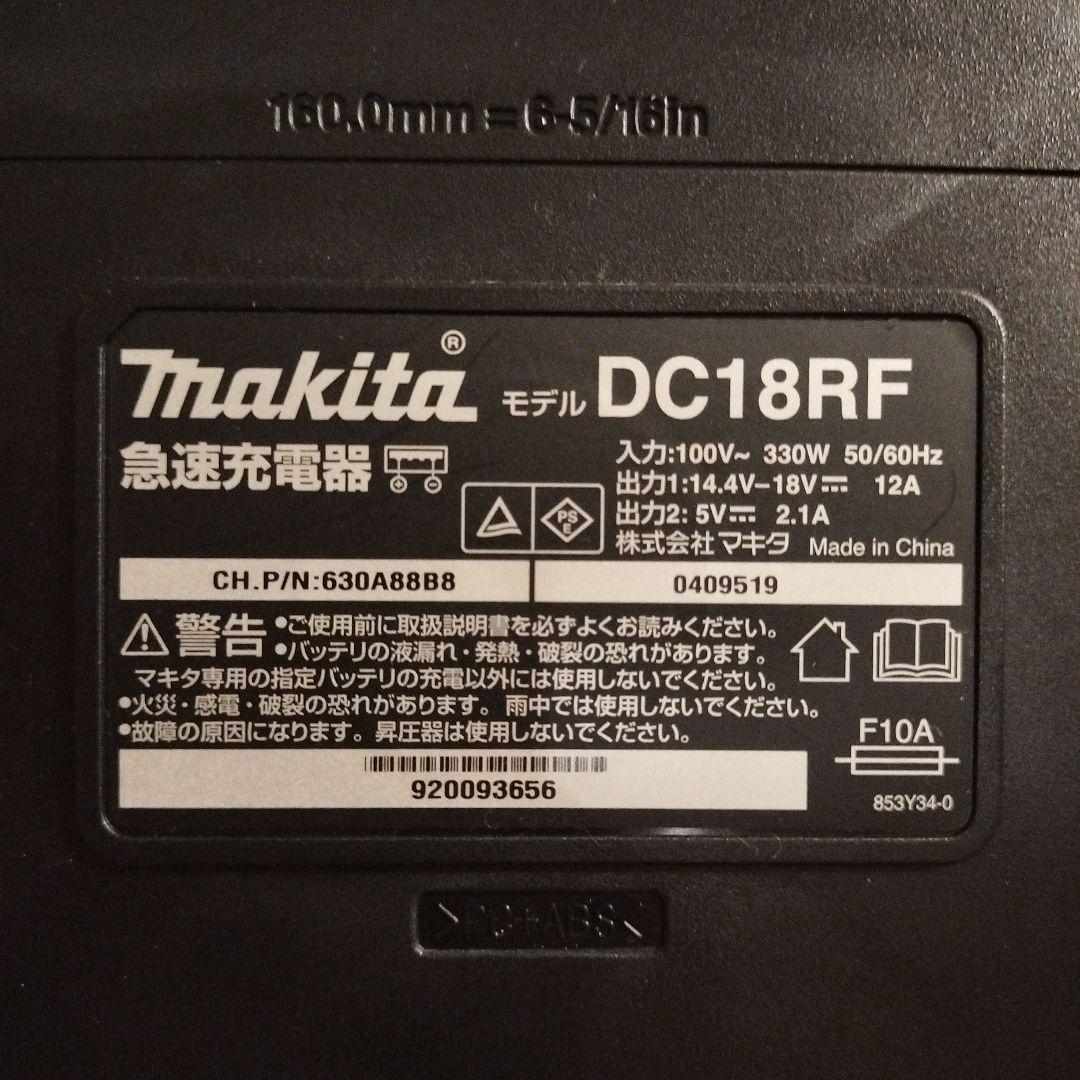 160.0mm=6-5/16in
makita® モデル DC18RF
急速充電器
入力:100V~ 330W 50/60Hz
出力1:14.4V–18V⎓ 12A
出力2: 5V⎓ 2.1A
PS
E
株式会社マキタ Made in China
CH.P/N:630A88B8
0409519
警告
•ご使用前に取扱説明書を必ずよくお読みください。
•バッテリの液漏れ・発熱・破裂の恐れがあります。
マキタ専用の指定バッテリの充電以外には使用しないでください。
•火災・感電・破裂の恐れがあります。雨中では使用しないでください。
•故障の原因になります。昇圧器は使用しないでください。
F10A
920093656
853Y34-0
>PC+ABS<